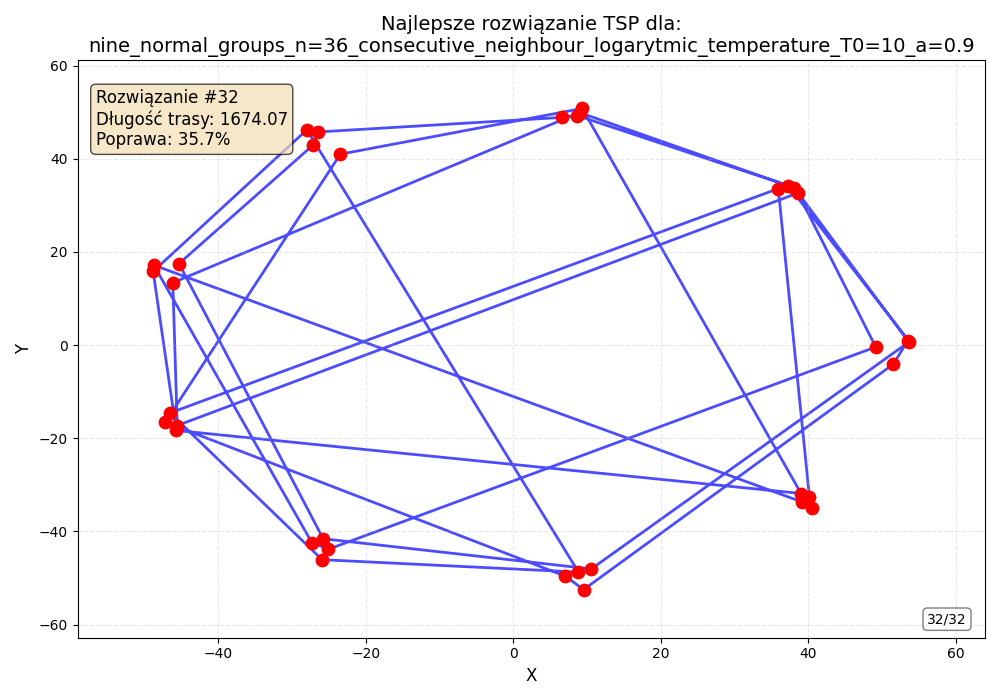 Najlepsze rozwiązanie TSP dla:
nine_normal_groups_n=36_consecutive_neighbour_logarytmic_temperature_T0=10_a=0.9
Rozwiązanie #32
Długość trasy: 1674.07
Poprawa: 35.7%
60
40
20
0
−20
−40
−60
Y
32/32
−40
−20
0
20
40
60
X